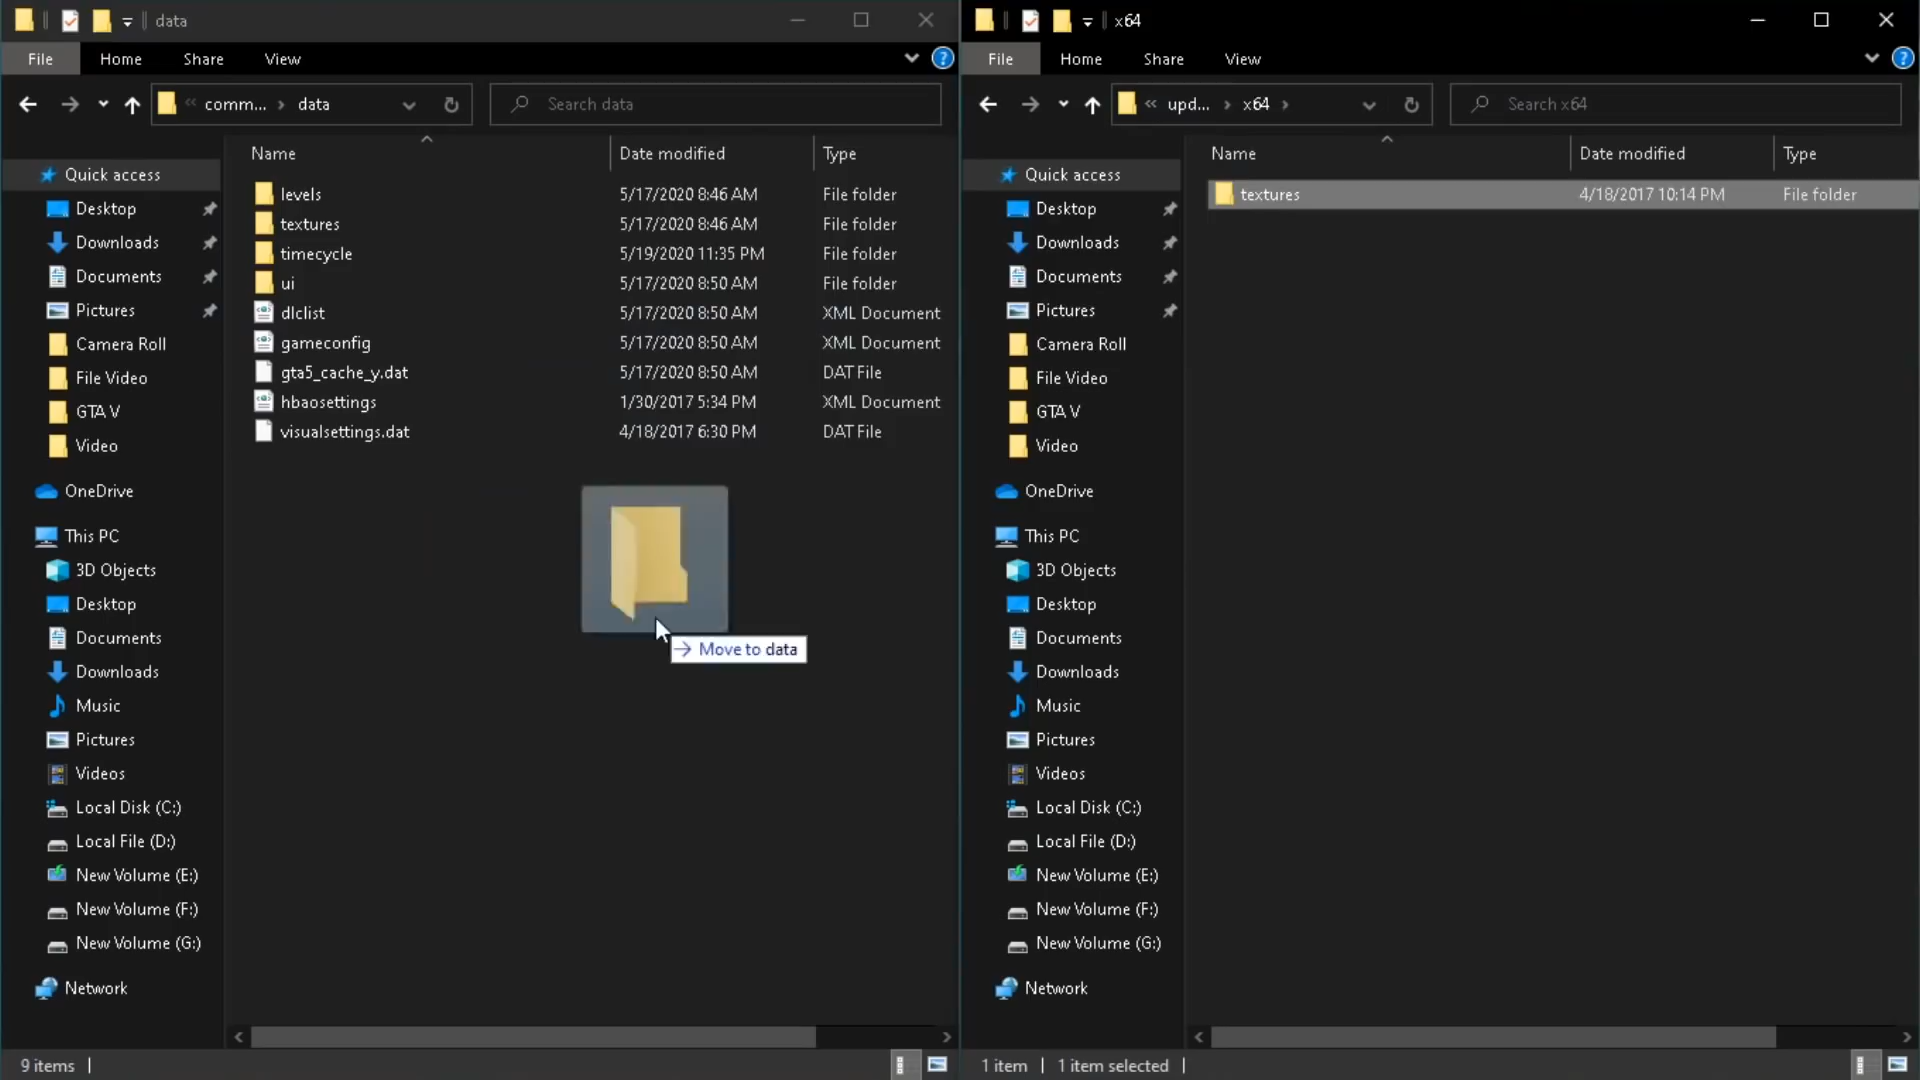 data
File Home Share View
comm... data
Search data
Name Date modified Type
levels 5/17/2020 8:46 AM File folder
textures 5/17/2020 8:46 AM File folder
timecycle 5/19/2020 11:35 PM File folder
ui 5/17/2020 8:50 AM File folder
dlclist 5/17/2020 8:50 AM XML Document
gameconfig 5/17/2020 8:50 AM XML Document
gta5_cache_y.dat 5/17/2020 8:50 AM DAT File
hbaosettings 1/30/2017 5:34 PM XML Document
visualsettings.dat 4/18/2017 6:30 PM DAT File
Quick access
Desktop
Downloads
Documents
Pictures
Camera Roll
File Video
GTA V
Video
OneDrive
This PC
3D Objects
Desktop
Documents
Downloads
Music
Pictures
Videos
Local Disk (C:)
Local File (D:)
New Volume (E:)
New Volume (F:)
New Volume (G:)
Network
Move to data
9 items
x64
File Home Share View
upd... x64
Search x64
Name Date modified Type
textures 4/18/2017 10:14 PM File folder
Quick access
Desktop
Downloads
Documents
Pictures
Camera Roll
File Video
GTA V
Video
OneDrive
This PC
3D Objects
Desktop
Documents
Downloads
Music
Pictures
Videos
Local Disk (C:)
Local File (D:)
New Volume (E:)
New Volume (F:)
New Volume (G:)
Network
1 item 1 item selected